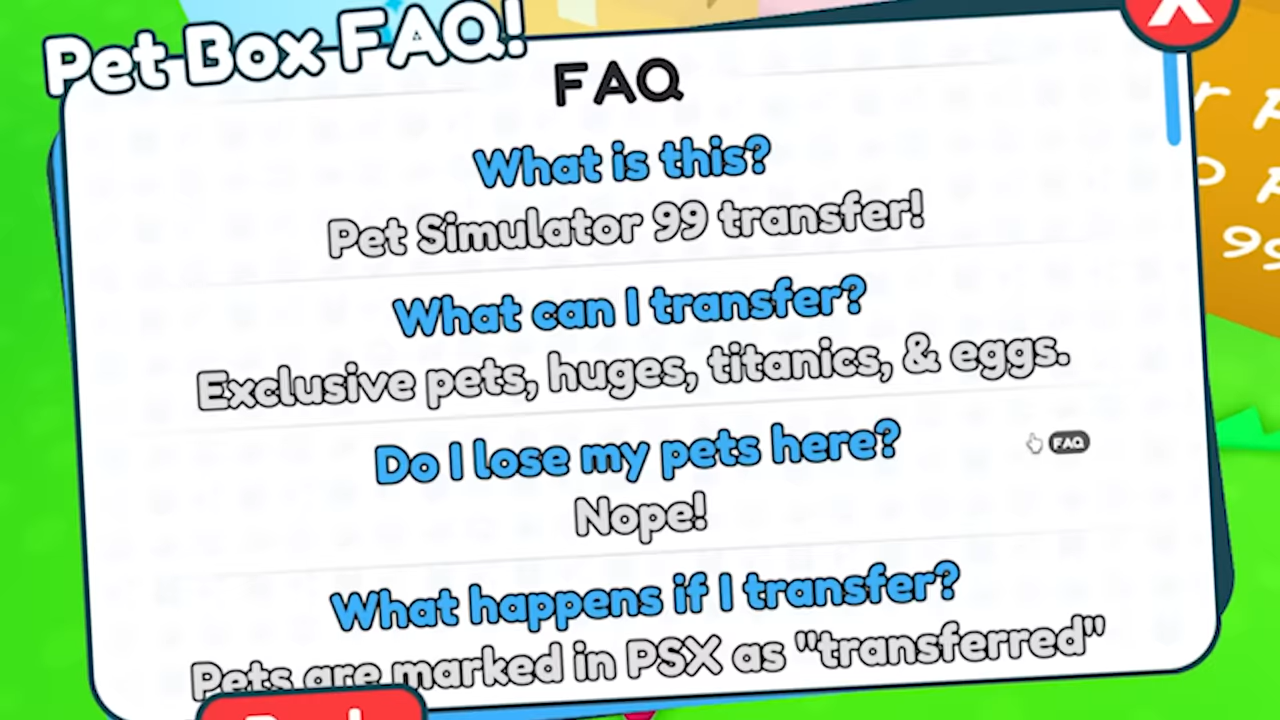 Pet Box FAQ!
X
FAQ
What is this?
Pet Simulator 99 transfer!
What can I transfer?
Exclusive pets, huges, titanics, & eggs.
Do I lose my pets here?
FAQ
Nope!
What happens if I transfer?
Pets are marked in PSX as "transferred"